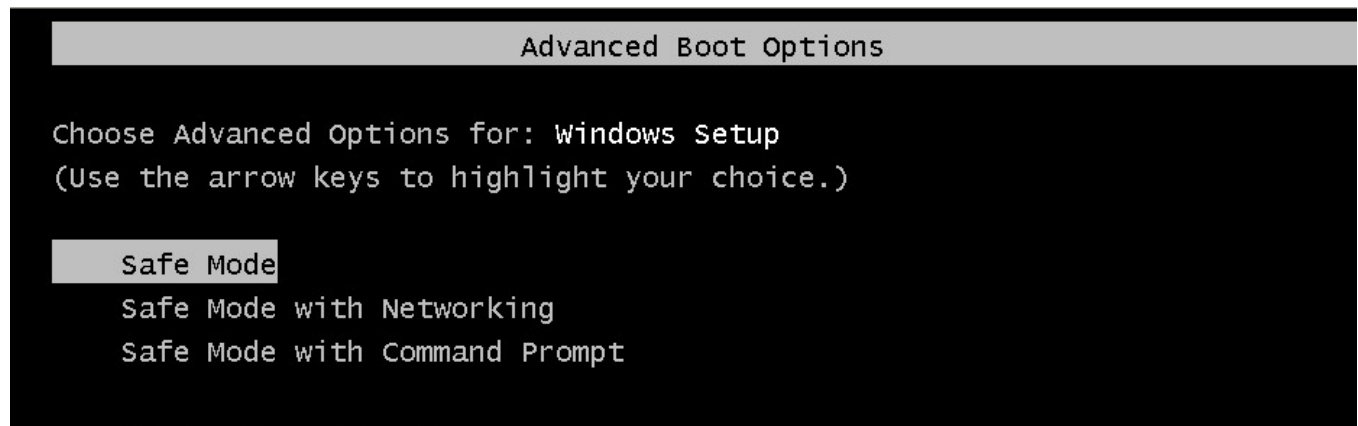 Advanced Boot Options
Choose Advanced Options for: Windows Setup
(Use the arrow keys to highlight your choice.)
Safe Mode
Safe Mode with Networking
Safe Mode with Command Prompt